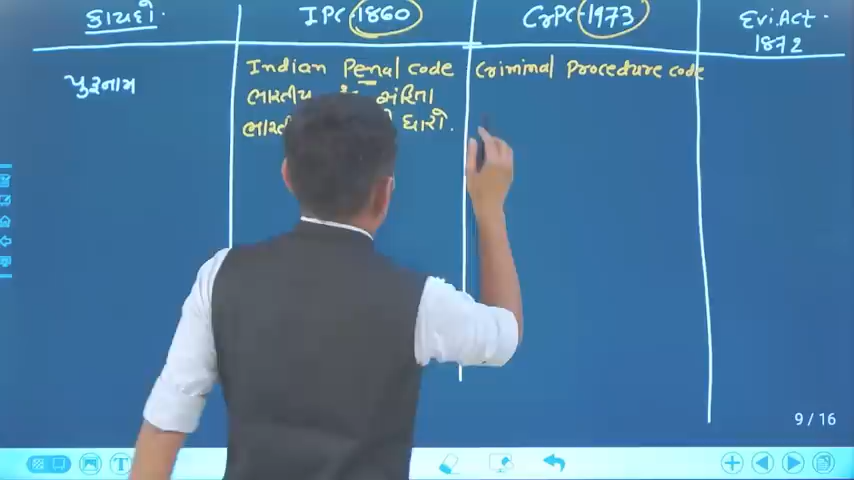 કાયદો.
IPC-1860
CrPC-1973
Evi.Act.
1872
પુરૂનામ
Indian Penal code
Criminal Procedure code
ભારતીય સંહિતા
ધારો.
9/16
T